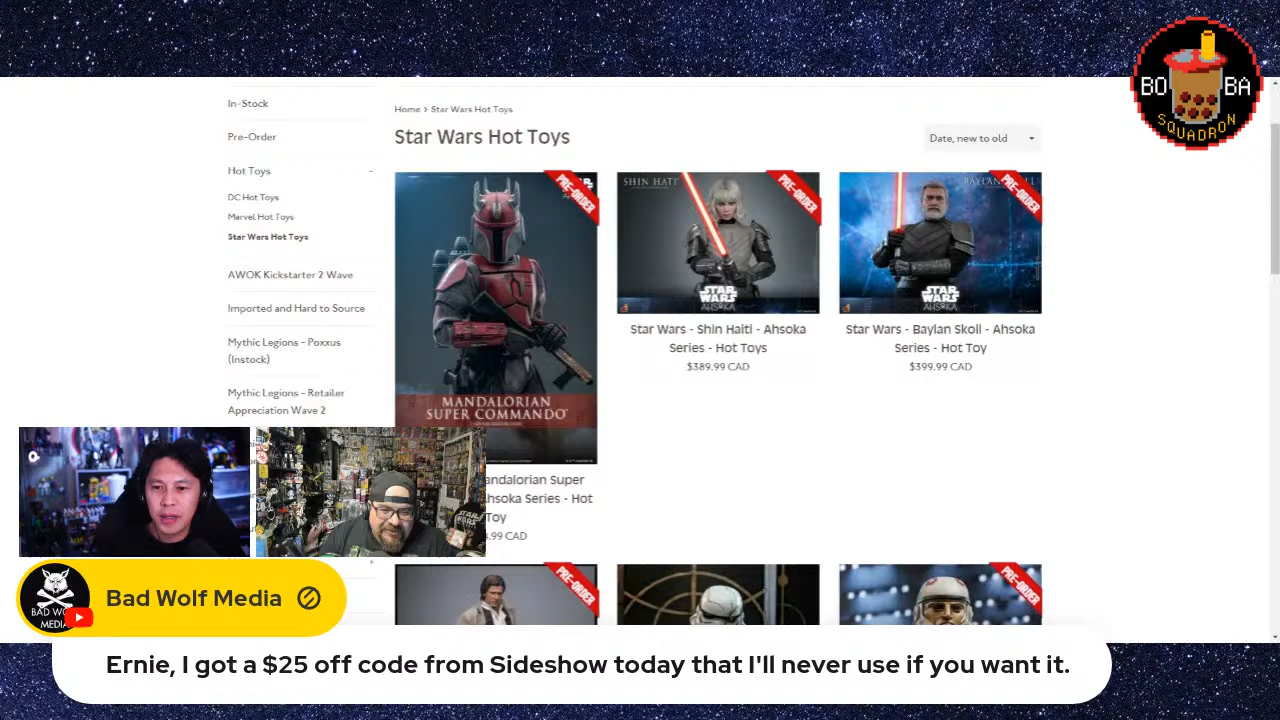 BO BA
SQUADRON
In-Stock
Pre-Order
Hot Toys
DC Hot Toys
Marvel Hot Toys
Star Wars Hot Toys
AWOK Kickstarter 2 Wave
Imported and Hard to Source
Mythic Legions - Poxxus
(Instock)
Mythic Legions - Retailer
Appreciation Wave 2
Home > Star Wars Hot Toys
Star Wars Hot Toys
Date, new to old
PRE-ORDER
MANDALORIAN
SUPER COMMANDO
andalorian Super
hsoka Series - Hot
Toy
.99 CAD
SHIN HATI
PRE-ORDER
STAR
WARS
AHSOKA
Star Wars - Shin Haiti - Ahsoka
Series - Hot Toys
$389.99 CAD
PRE-ORDER
STAR
WARS
AHSOKA
Star Wars - Baylan Skoll - Ahsoka
Series - Hot Toy
$399.99 CAD
PRE-ORDER
PRE-ORDER
STAR
WARS
BAD WOLF
MEDIA
Bad Wolf Media
Ernie, I got a $25 off code from Sideshow today that I'll never use if you want it.